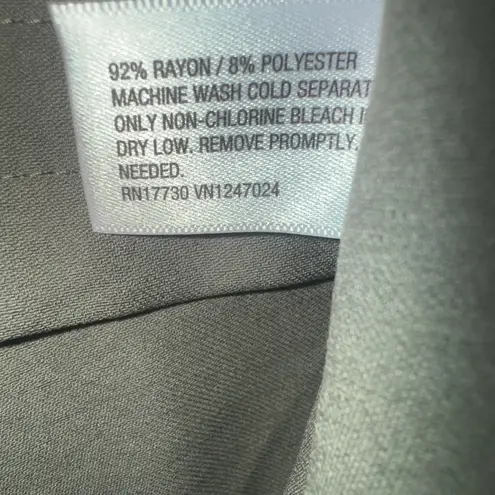 92% RAYON / 8% POLYESTER
MACHINE WASH COLD SEPARAT
ONLY NON-CHLORINE BLEACH
DRY LOW. REMOVE PROMPTLY.
NEEDED.
RN17730 VN1247024